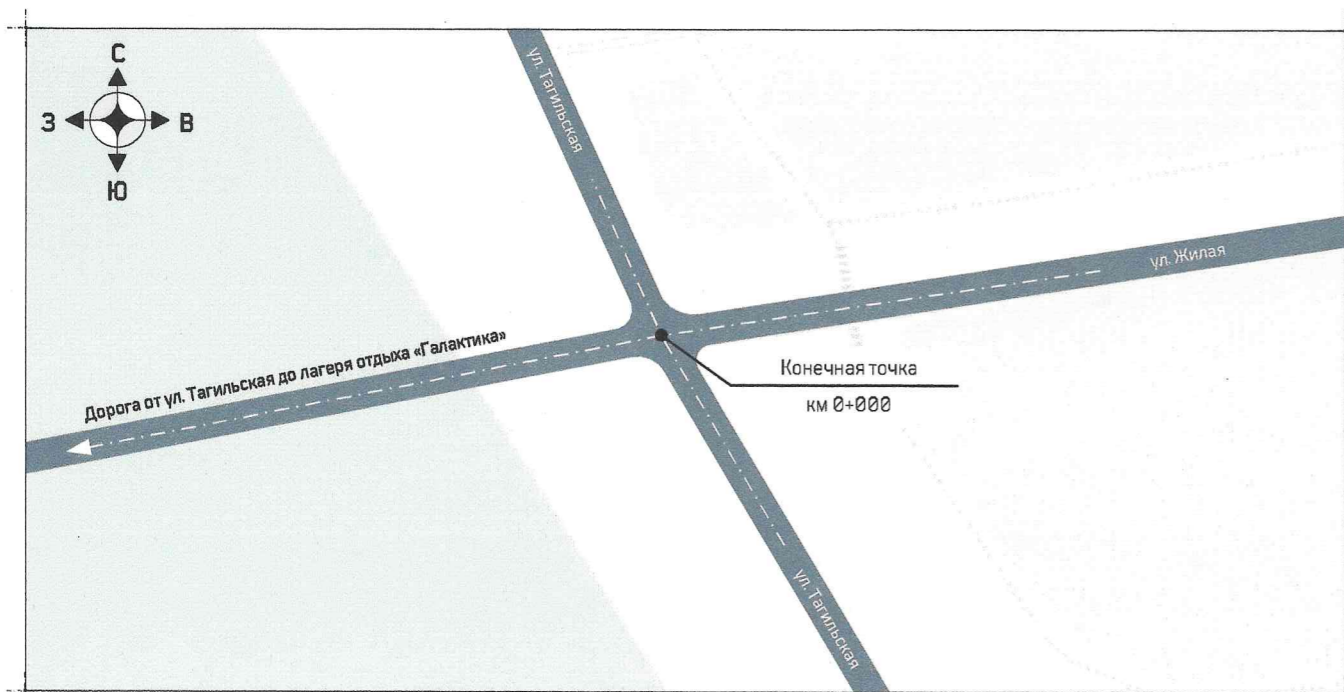 С
З
В
Ю
ул. Тагильская
ул. Жилая
Дорога от ул. Тагильская до лагеря отдыха «Галактика»
Конечная точка
км 0+000
ул. Тагильская